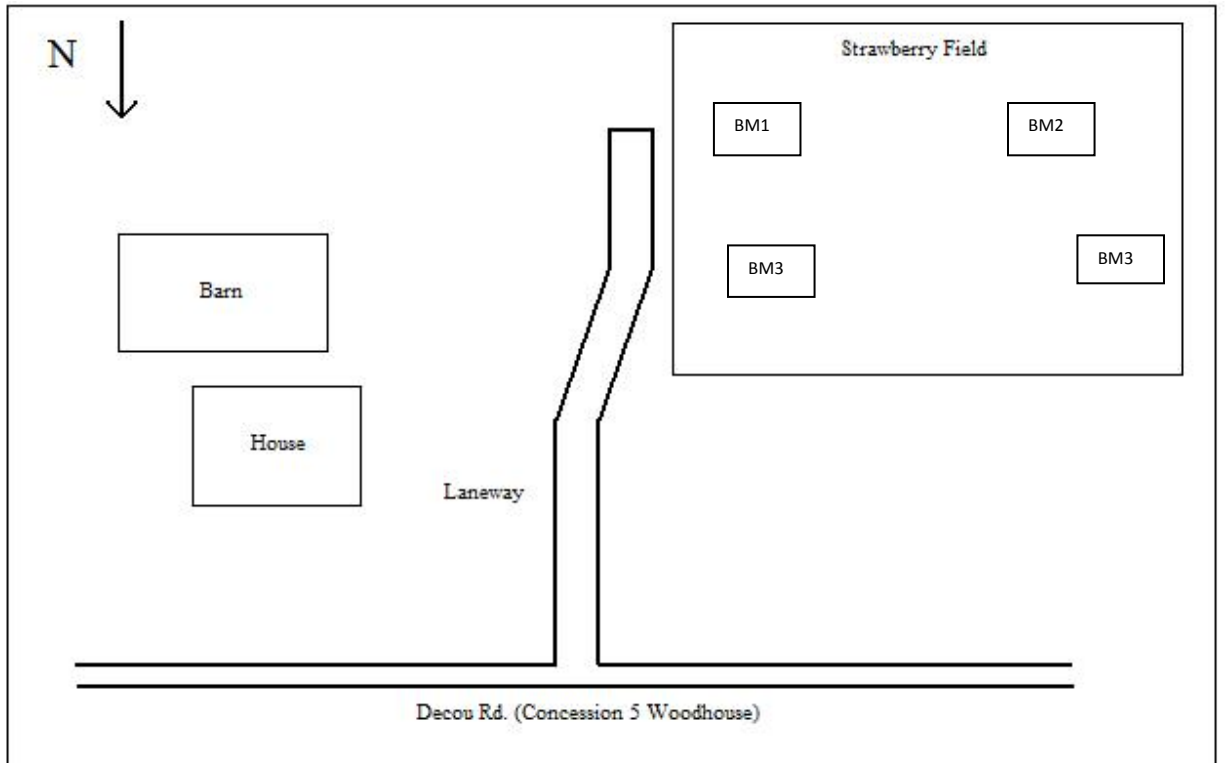 N
Strawberry Field
BM1
BM2
BM3
BM3
Barn
House
Laneway
Decou Rd. (Concession 5 Woodhouse)